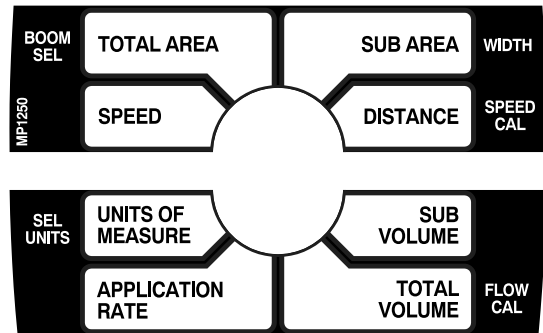 BOOM
SEL
TOTAL AREA
SUB AREA
WIDTH
MP1250
SPEED
DISTANCE
SPEED
CAL
SEL
UNITS
UNITS OF
MEASURE
SUB
VOLUME
APPLICATION
RATE
TOTAL
VOLUME
FLOW
CAL